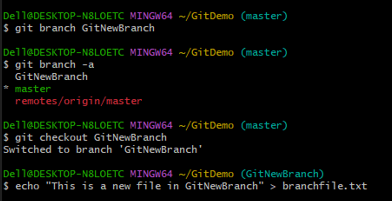 Dell@DESKTOP-N8LOETC MINGW64 ~/GitDemo (master)
$ git branch GitNewBranch
Dell@DESKTOP-N8LOETC MINGW64 ~/GitDemo (master)
$ git branch -a
  GitNewBranch
* master
  remotes/origin/master
Dell@DESKTOP-N8LOETC MINGW64 ~/GitDemo (master)
$ git checkout GitNewBranch
Switched to branch 'GitNewBranch'
Dell@DESKTOP-N8LOETC MINGW64 ~/GitDemo (GitNewBranch)
$ echo "This is a new file in GitNewBranch" > branchfile.txt